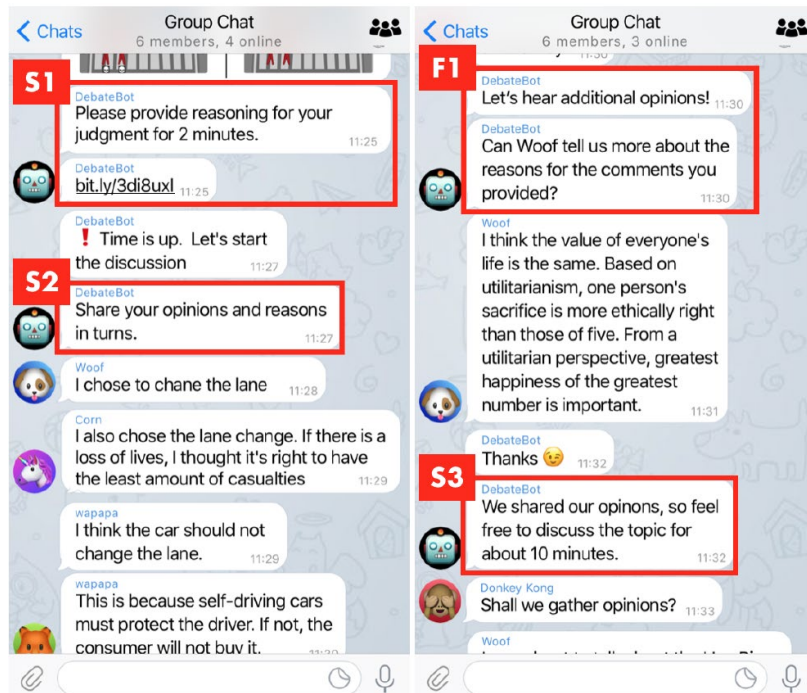 Chats
Group Chat
6 members, 4 online
S1
DebateBot
Please provide reasoning for your
judgment for 2 minutes.
11:25
DebateBot
bit.ly/3di8uxl 11:25
DebateBot
❗ Time is up. Let's start
the discussion
11:27
S2
DebateBot
Share your opinions and reasons
in turns.
11:27
Woof
I chose to chane the lane 11:28
Corn
I also chose the lane change. If there is a
loss of lives, I thought it's right to have
the least amount of casualties 11:29
wapapa
I think the car should not
change the lane.
11:29
wapapa
This is because self-driving cars
must protect the driver. If not, the
consumer will not buy it. 11:30
Chats
Group Chat
6 members, 3 online
11:30
F1
DebateBot
Let's hear additional opinions! 11:30
DebateBot
Can Woof tell us more about the
reasons for the comments you
provided?
11:30
Woof
I think the value of everyone's
life is the same. Based on
utilitarianism, one person's
sacrifice is more ethically right
than those of five. From a
utilitarian perspective, greatest
happiness of the greatest
number is important.
11:31
DebateBot
Thanks 😉 11:32
S3
DebateBot
We shared our opinons, so feel
free to discuss the topic for
about 10 minutes.
11:32
Donkey Kong
Shall we gather opinions? 11:33
Woof